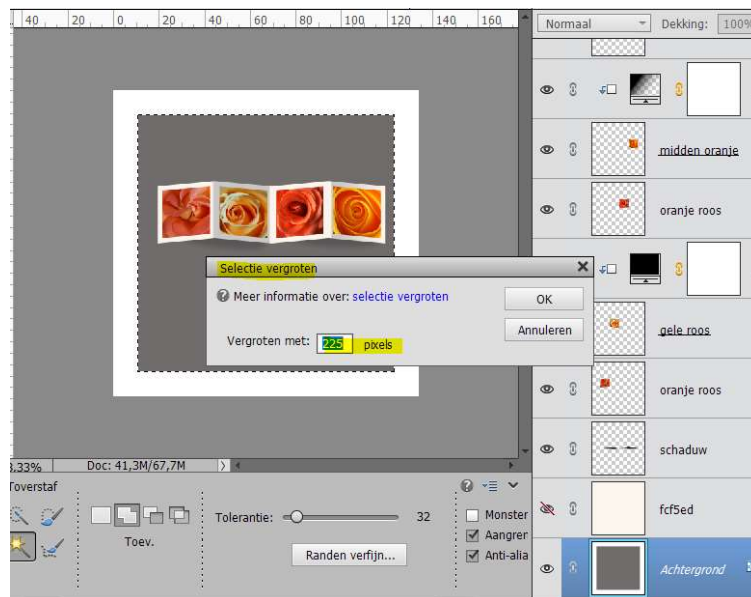 40 20 0 20 40 60 80 100 120 140 160
Normaal Dekking: 100%
midden oranje
oranje roos
Selectie vergroten
Meer informatie over: selectie vergroten
OK
Vergroten met: 225 pixels
Annuleren
gele roos
oranje roos
schaduw
8,33% Doc: 41,3M/67,7M
fcf5ed
Toverstaf
Toev.
Tolerantie: 32
Monster
Aangren
Anti-alia
Randen verfijn...
Achtergrond